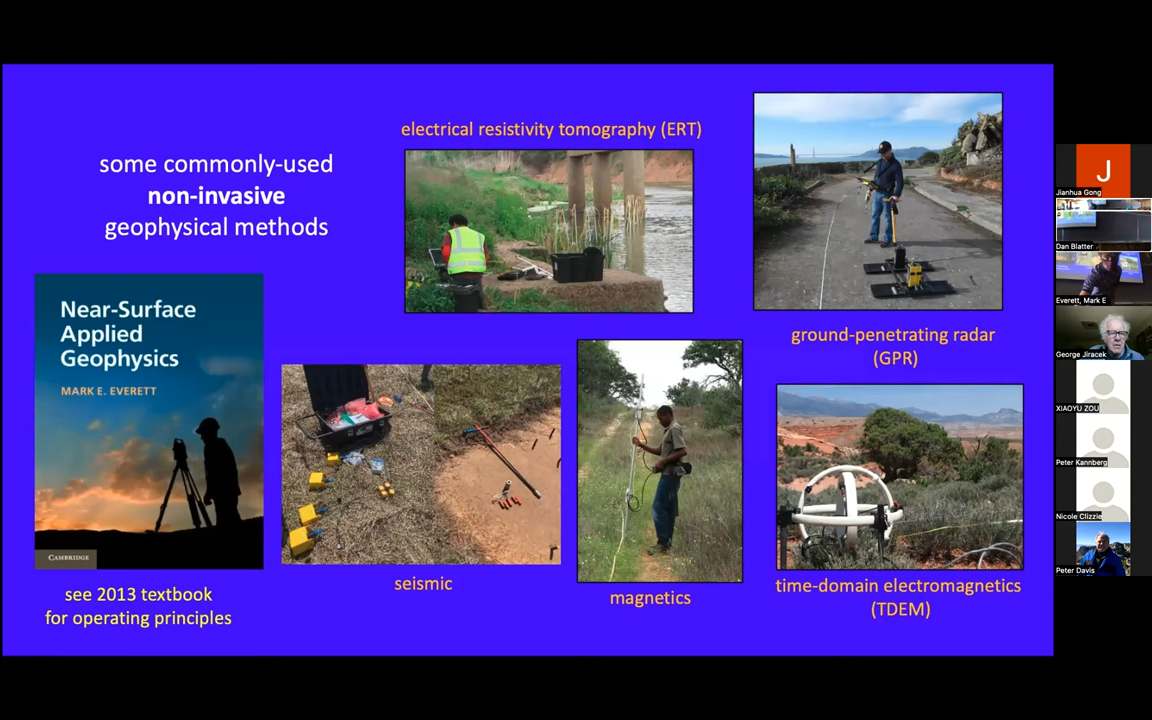 some commonly-used
non-invasive
geophysical methods
electrical resistivity tomography (ERT)
ground-penetrating radar
(GPR)
Near-Surface
Applied
Geophysics
MARK E. EVERETT
CAMBRIDGE
see 2013 textbook
for operating principles
seismic
magnetics
time-domain electromagnetics
(TDEM)
J
Jianhua Gong
Dan Blatter
Everett, Mark E
George Jiracek
XIAOYU ZOU
Peter Kannberg
Nicole Clizzie
Peter Davis